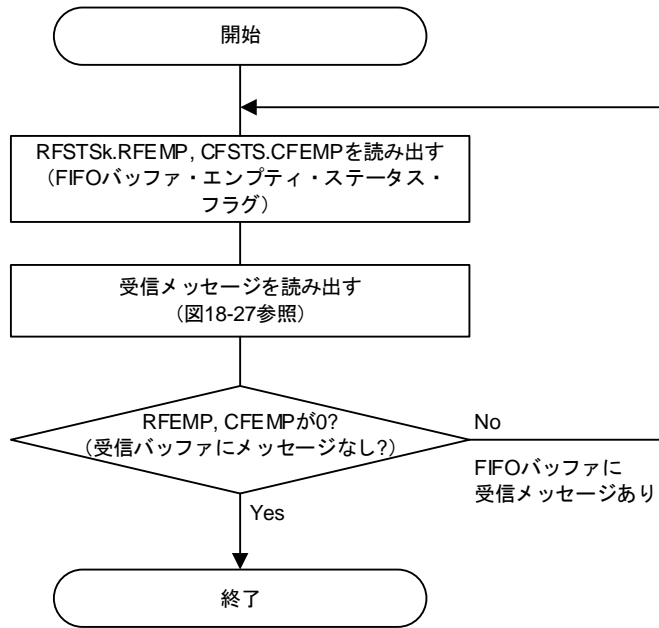 開始
RFSTSk.RFEMP, CFSTS.CFEMPを読み出す
（FIFOバッファ・エンプティ・ステータス・
フラグ）
受信メッセージを読み出す
（図18-27参照）
RFEMP, CFEMPが0?
（受信バッファにメッセージなし?）
No
FIFOバッファに
受信メッセージあり
Yes
終了